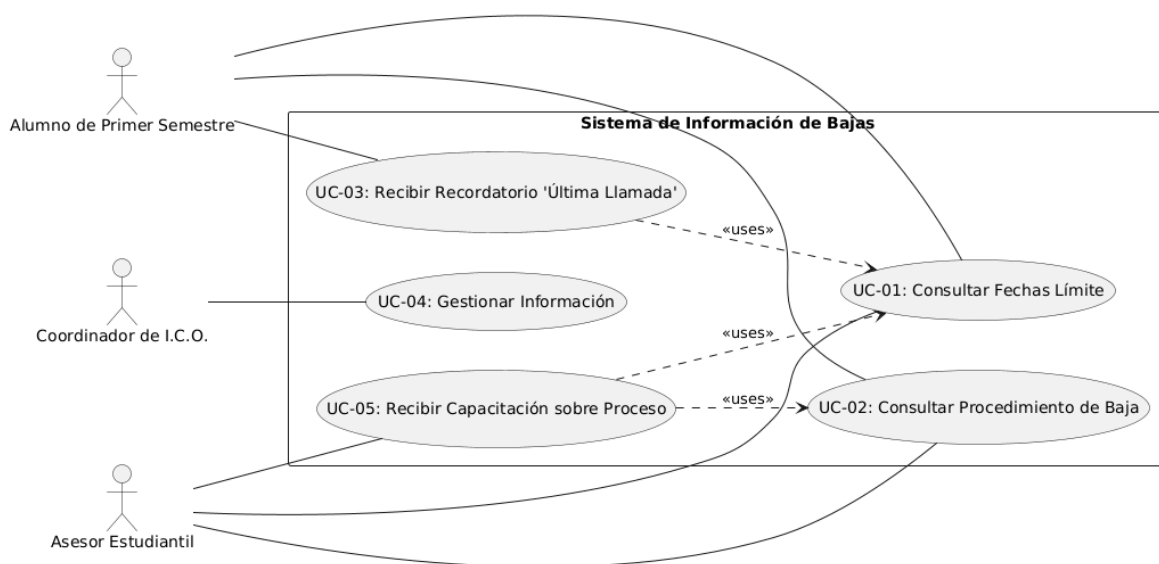 Alumno de Primer Semestre
Sistema de Información de Bajas
UC-03: Recibir Recordatorio 'Última Llamada'
«uses»
UC-01: Consultar Fechas Límite
UC-04: Gestionar Información
Coordinador de I.C.O.
«uses»
UC-05: Recibir Capacitación sobre Proceso
«uses»
UC-02: Consultar Procedimiento de Baja
Asesor Estudiantil